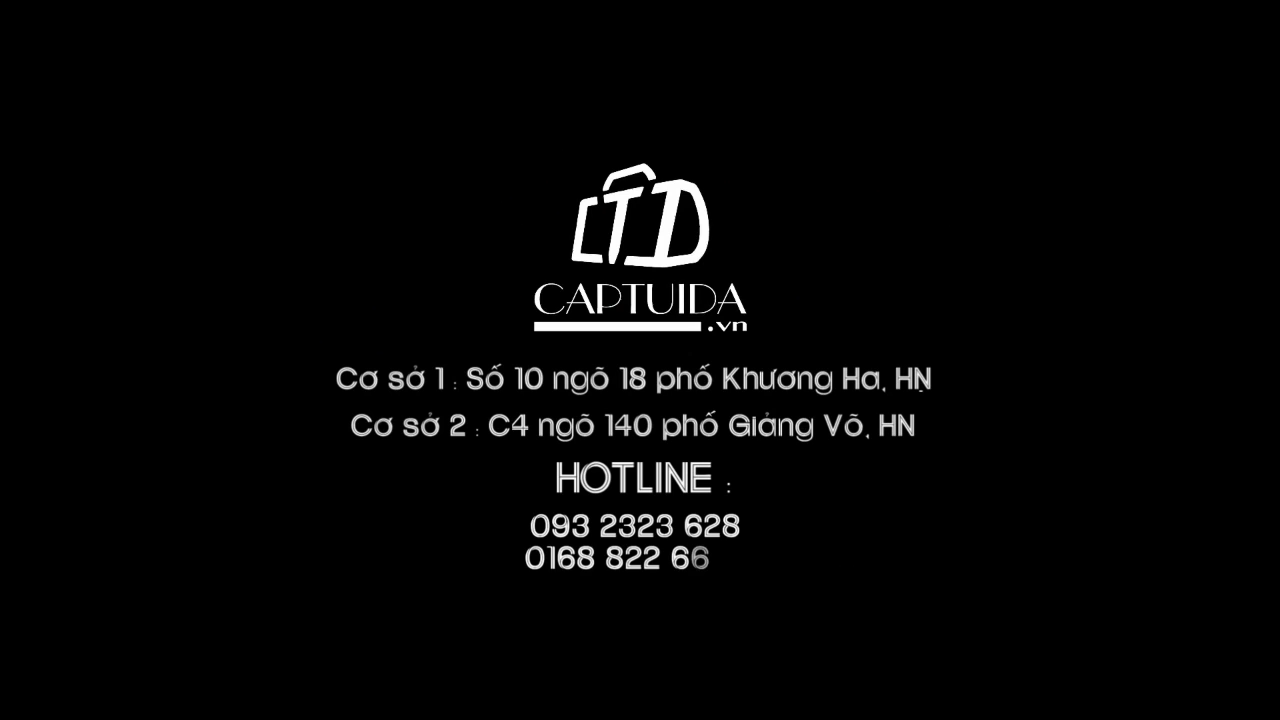 CTD
CAPTUIDA
.vn
Cơ sở 1 : Số 10 ngõ 18 phố Khương Hạ, HN
Cơ sở 2 : C4 ngõ 140 phố Giảng Võ, HN
HOTLINE :
093 2323 628
0168 822 66